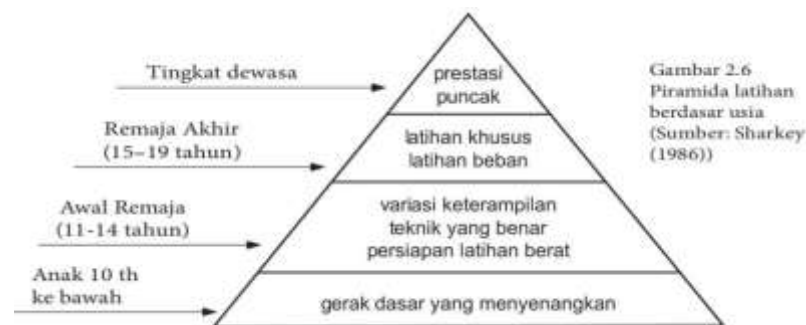 Tingkat dewasa
prestasi
puncak
Gambar 2.6
Piramida latihan
berdasar usia
(Sumber: Sharkey
(1986))
Remaja Akhir
(15–19 tahun)
latihan khusus
latihan beban
Awal Remaja
(11-14 tahun)
variasi keterampilan
teknik yang benar
persiapan latihan berat
Anak 10 th
ke bawah
gerak dasar yang menyenangkan